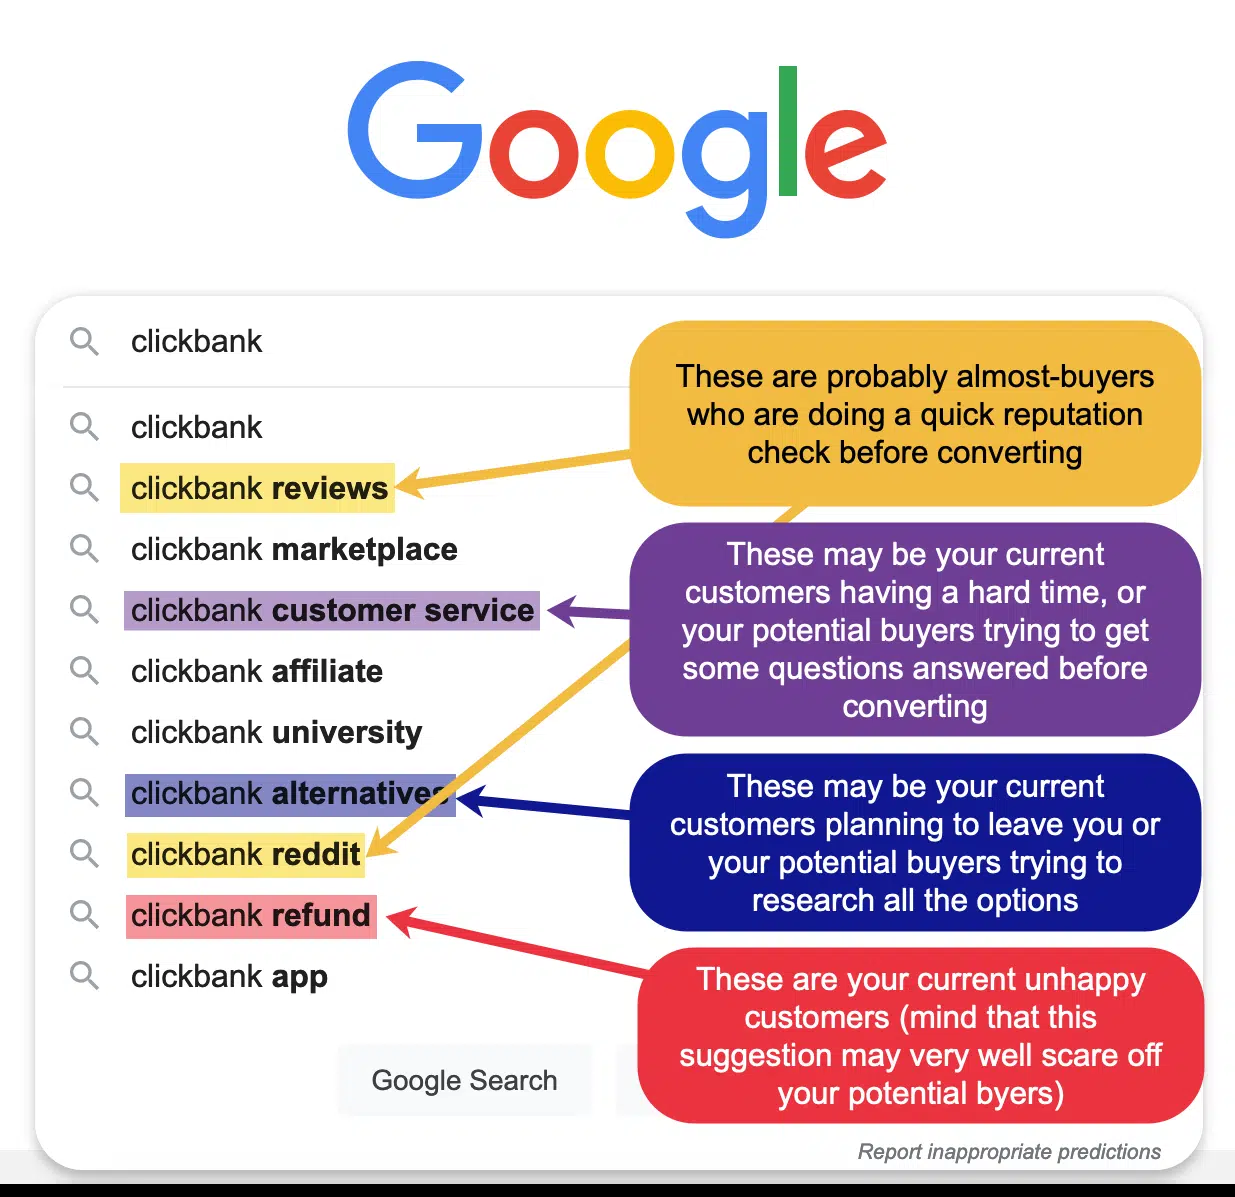 Google
clickbank
clickbank
clickbank reviews
clickbank marketplace
clickbank customer service
clickbank affiliate
clickbank university
clickbank alternatives
clickbank reddit
clickbank refund
clickbank app
These are probably almost-buyers
who are doing a quick reputation
check before converting
These may be your current
customers having a hard time, or
your potential buyers trying to get
some questions answered before
converting
These may be your current
customers planning to leave you or
your potential buyers trying to
research all the options
These are your current unhappy
customers (mind that this
suggestion may very well scare off
your potential byers)
Google Search
Report inappropriate predictions